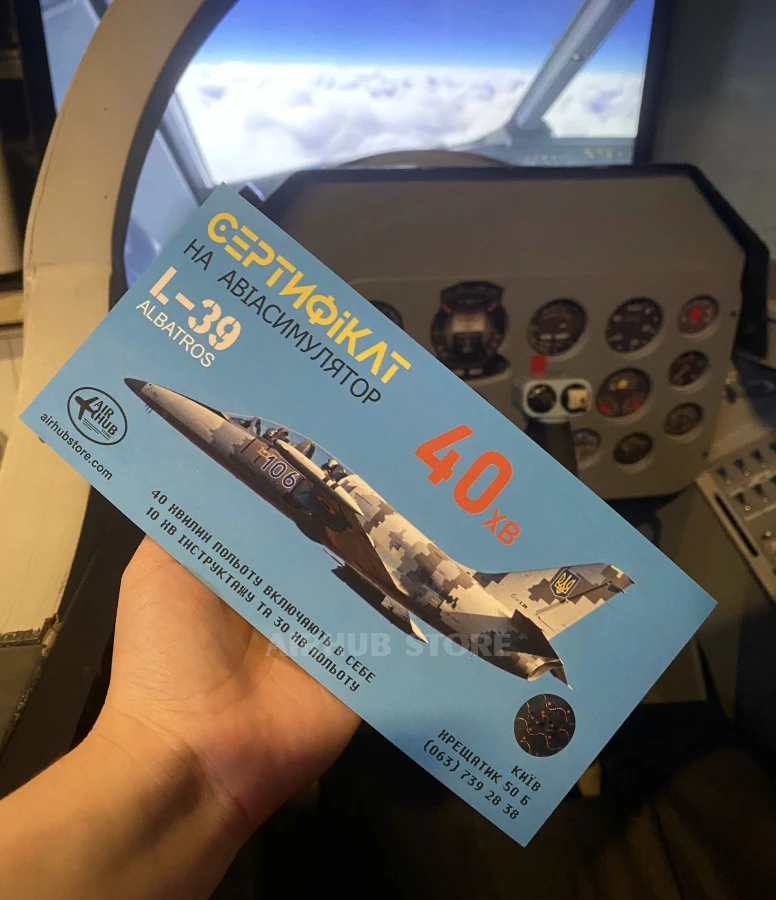 СЕРТИФІКАТ
НА АВІАСИМУЛЯТОР
L-39
ALBATROS
AIR
HUB
airhubstore.com
40 ХВ
106
40 ХВИЛИН ПОЛЬОТУ ВКЛЮЧАЮТЬ В СЕБЕ
10 ХВ ІНСТРУКТАЖУ ТА 30 ХВ ПОЛЬОТУ
AIRHUB STORE
КИЇВ
ХРЕЩАТИК 50 Б
(063) 739 28 38